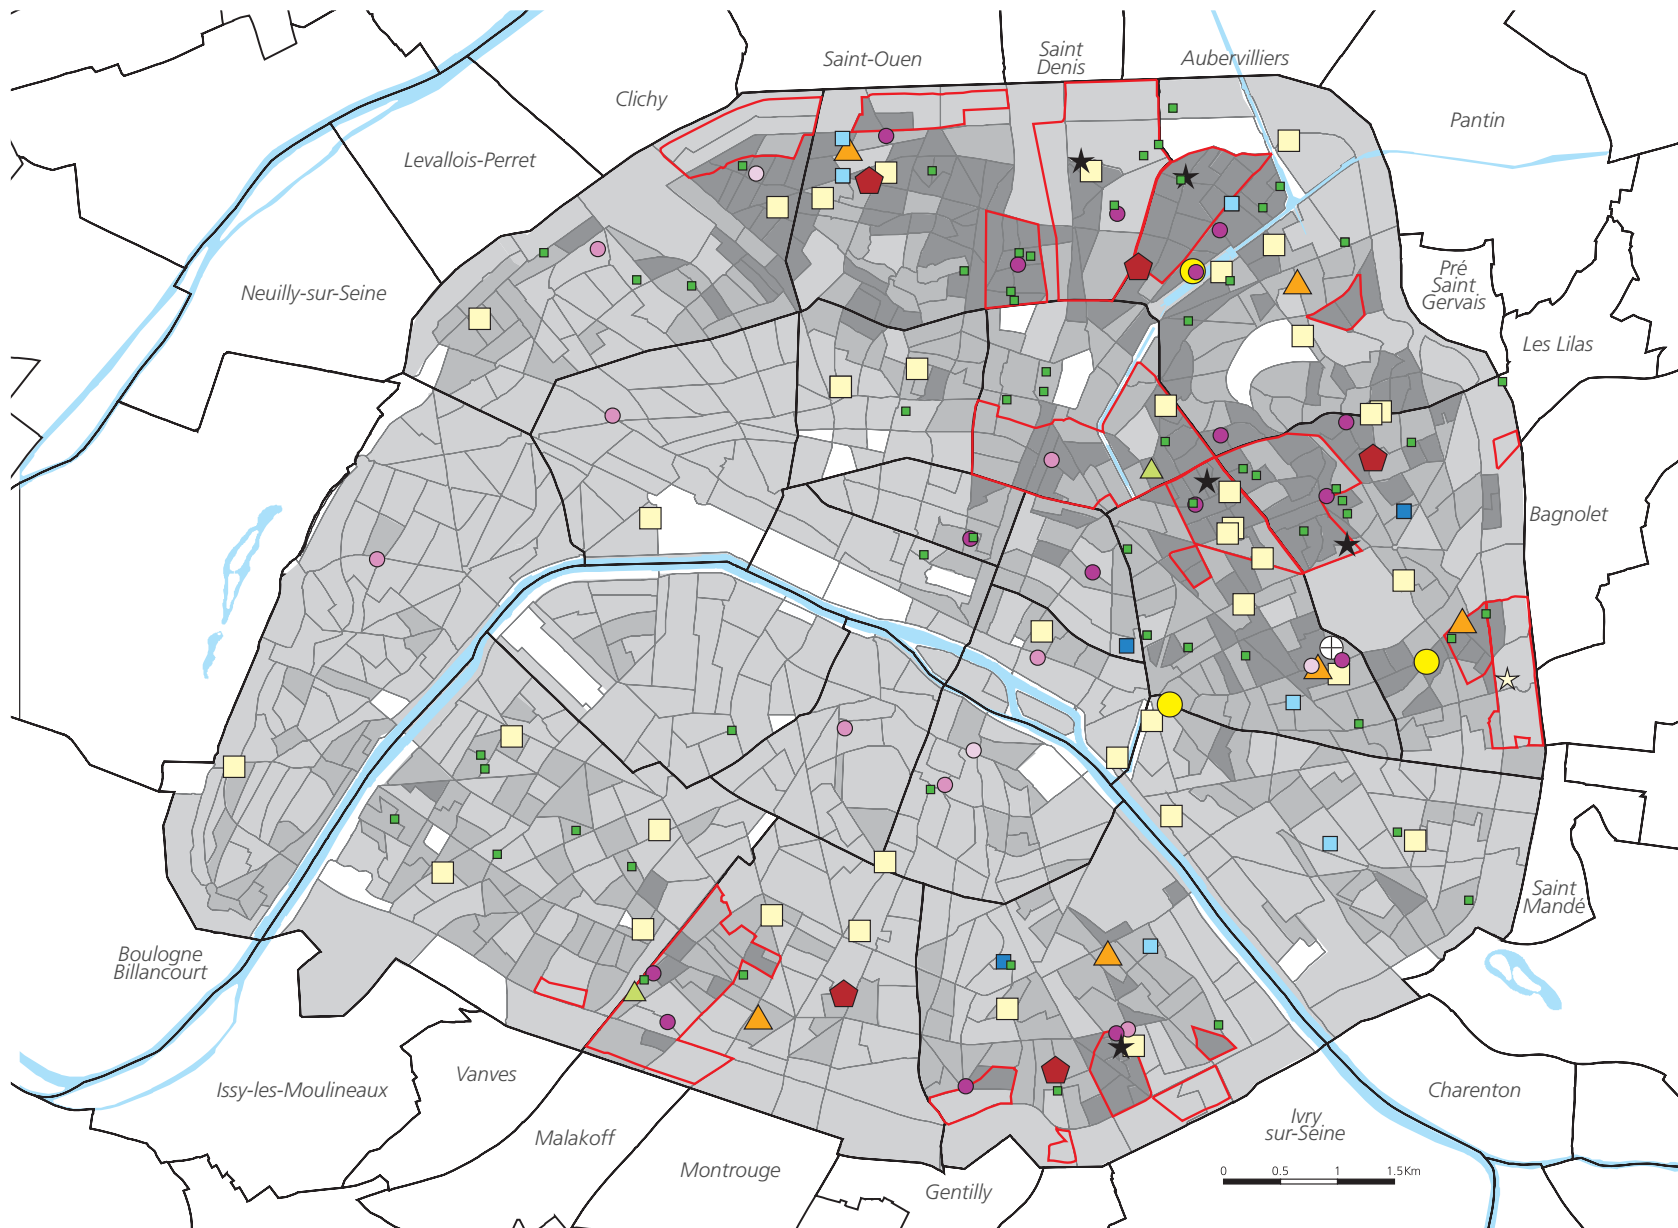 Saint-Ouen
Saint
Denis
Aubervilliers
Clichy
Pantin
Levallois-Perret
Neuilly-sur-Seine
Pré
Saint
Gervais
Les Lilas
Bagnolet
Saint
Mandé
Boulogne
Billancourt
Issy-les-Moulineaux
Vanves
Malakoff
Montrouge
Gentilly
Ivry
sur-Seine
Charenton
0 0.5 1 1.5Km